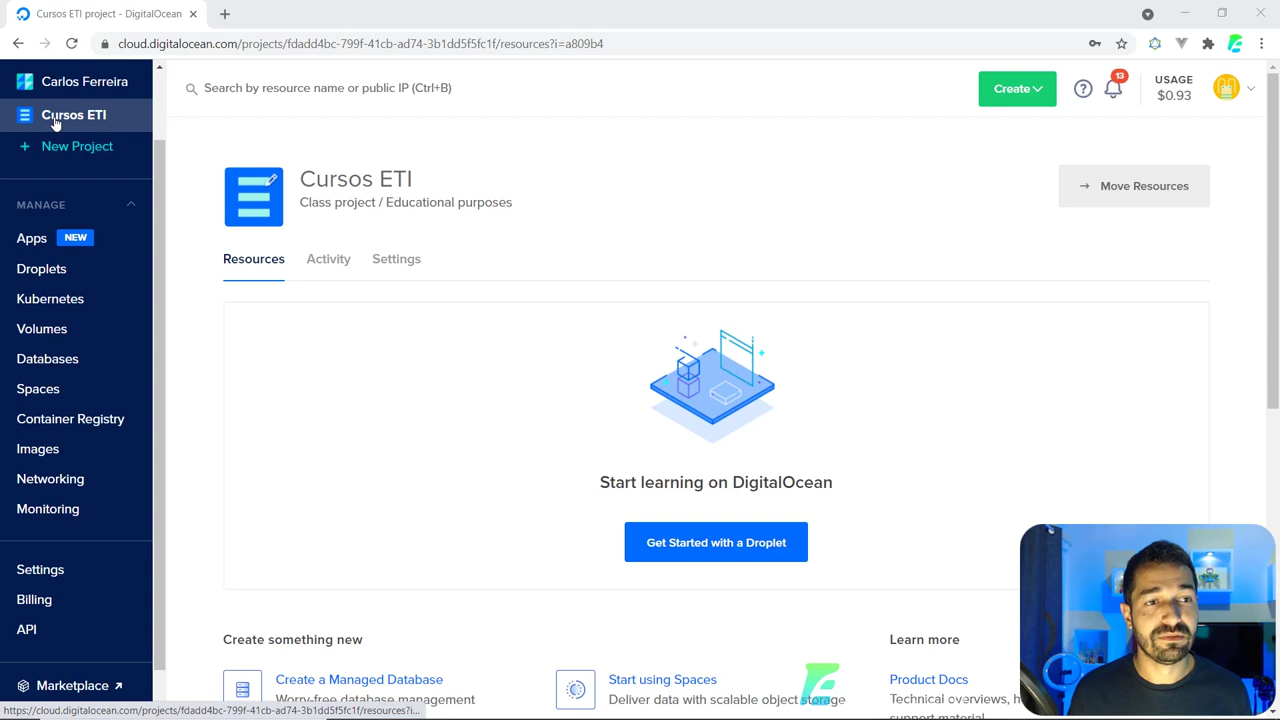 Cursos ETI project - DigitalOcean
cloud.digitalocean.com/projects/fdadd4bc-799f-41cb-ad74-3b1dd5f5fc1f/resources?i=a809b4
Carlos Ferreira
Cursos ETI
+ New Project
MANAGE
Apps NEW
Droplets
Kubernetes
Volumes
Databases
Spaces
Container Registry
Images
Networking
Monitoring
Settings
Billing
API
Marketplace
Search by resource name or public IP (Ctrl+B)
Create
?
13
USAGE
$0.93
Cursos ETI
Class project / Educational purposes
→ Move Resources
Resources Activity Settings
Start learning on DigitalOcean
Get Started with a Droplet
Create something new
Create a Managed Database
Worry-free database management
Start using Spaces
Deliver data with scalable object storage
Learn more
Product Docs
Technical overviews, h
support material
https://cloud.digitalocean.com/projects/fdadd4bc-799f-41cb-ad74-3b1dd5f5fc1f/resources?i...